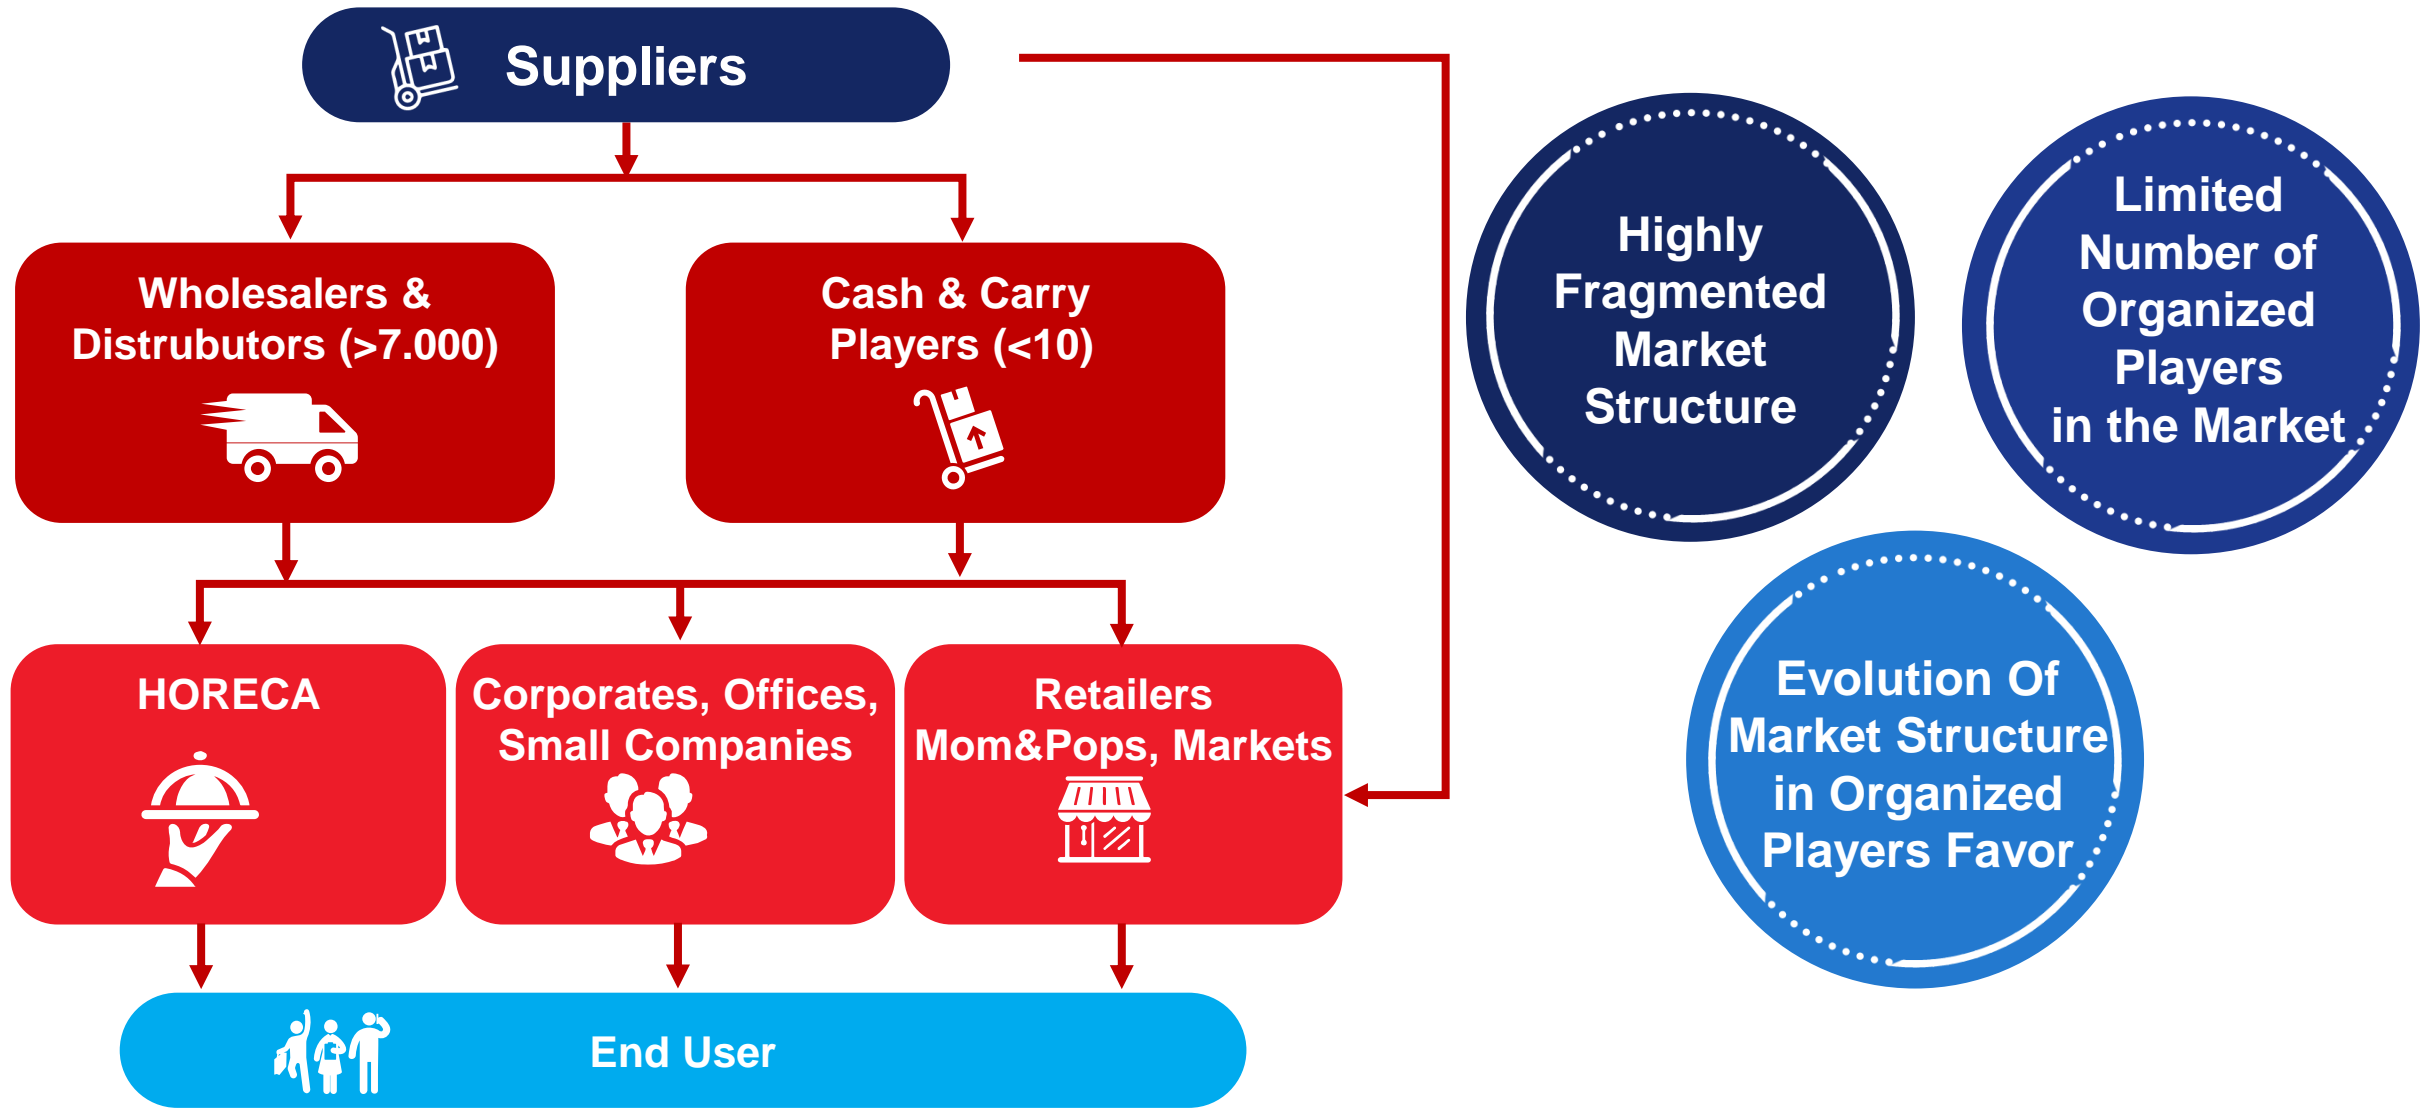 Suppliers
Wholesalers &
Distrubutors (>7.000)
Cash & Carry
Players (<10)
HORECA
Corporates, Offices,
Small Companies
Retailers
Mom&Pops, Markets
End User
Highly
Fragmented
Market
Structure
Limited
Number of
Organized
Players
in the Market
Evolution Of
Market Structure
in Organized
Players Favor